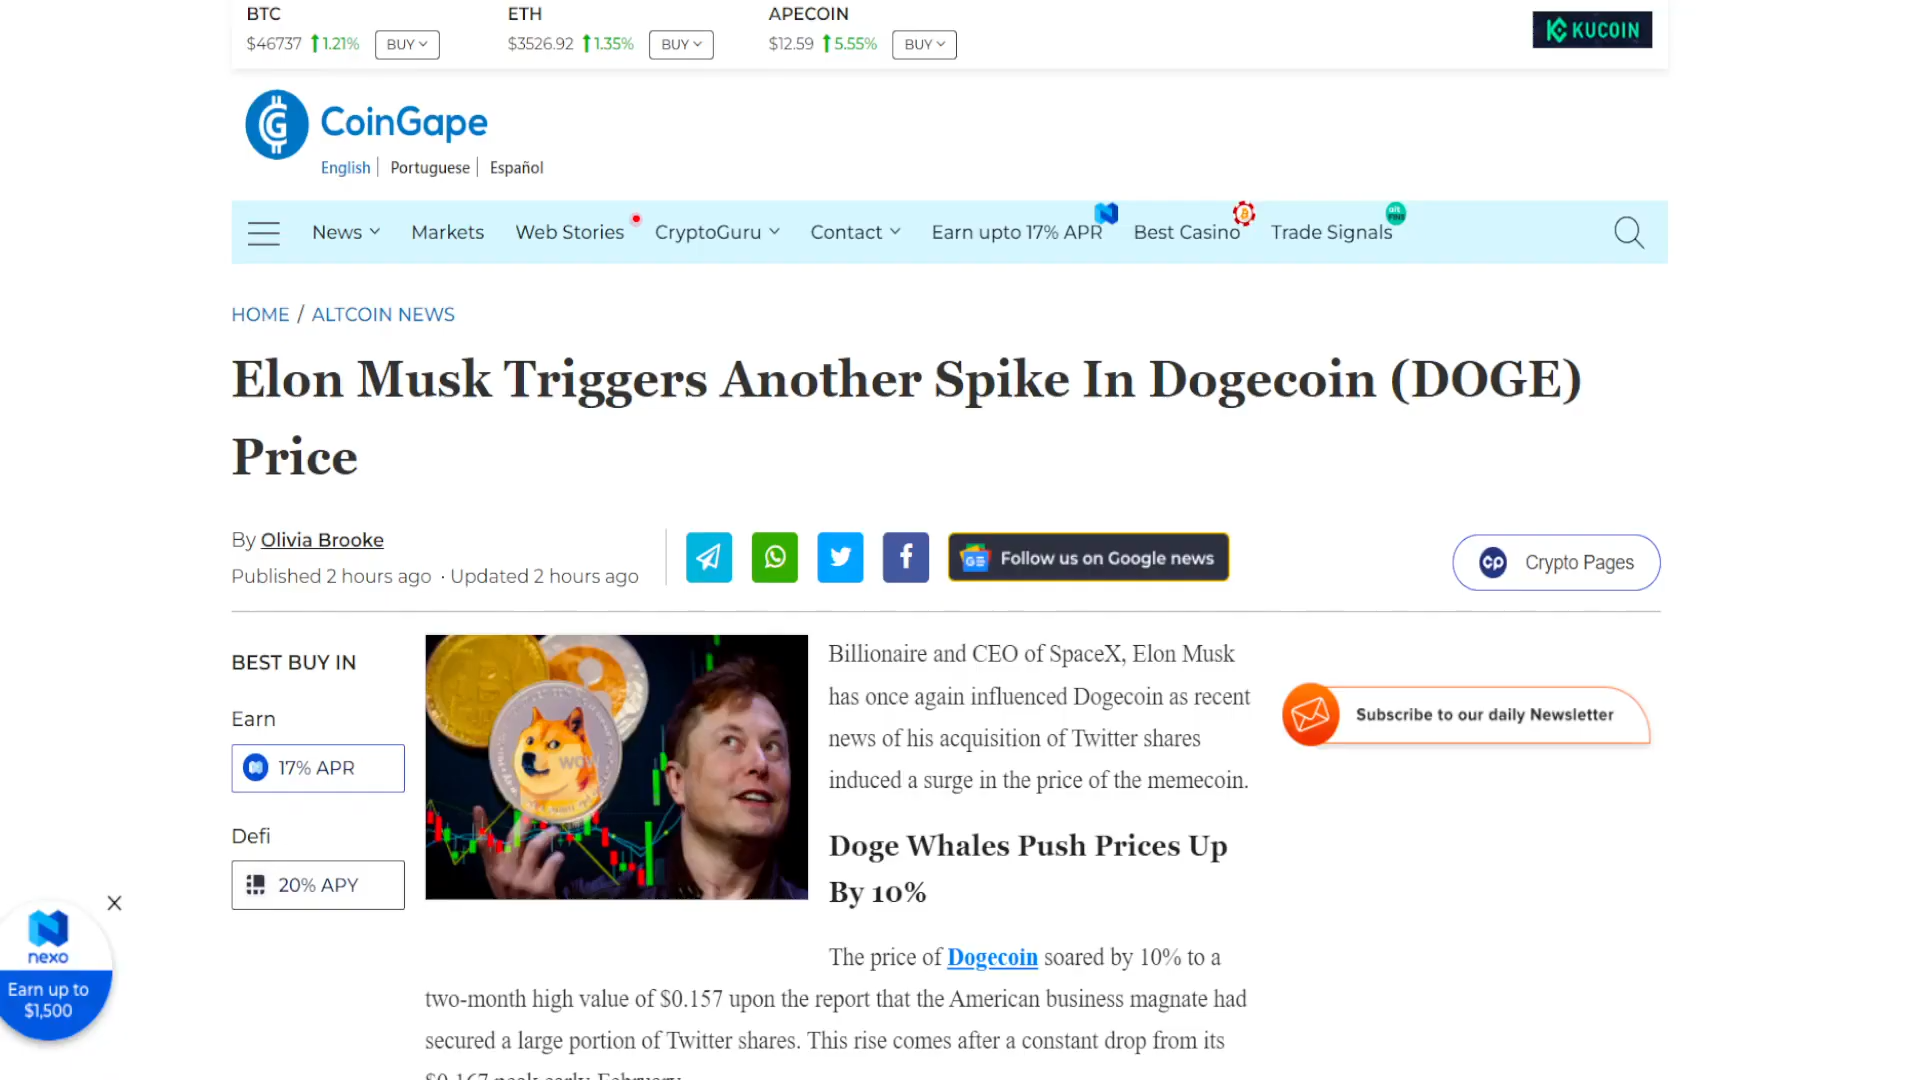 BTC
$46737 1.21% BUY
ETH
$3526.92 1.35% BUY
APECOIN
$12.59 5.55% BUY
KUCOIN
CoinGape
English Portuguese Español
News Markets Web Stories CryptoGuru Contact Earn upto 17% APR Best Casino Trade Signals
HOME / ALTCOIN NEWS
Elon Musk Triggers Another Spike In Dogecoin (DOGE)
Price
By Olivia Brooke
Published 2 hours ago · Updated 2 hours ago
Follow us on Google news
Crypto Pages
BEST BUY IN
Earn
17% APR
Defi
20% APY
WOW
Billionaire and CEO of SpaceX, Elon Musk
has once again influenced Dogecoin as recent
news of his acquisition of Twitter shares
induced a surge in the price of the memecoin.
Doge Whales Push Prices Up
By 10%
The price of Dogecoin soared by 10% to a
two-month high value of $0.157 upon the report that the American business magnate had
secured a large portion of Twitter shares. This rise comes after a constant drop from its
$0.167 peak early February
Subscribe to our daily Newsletter
nexo
Earn up to
$1,500